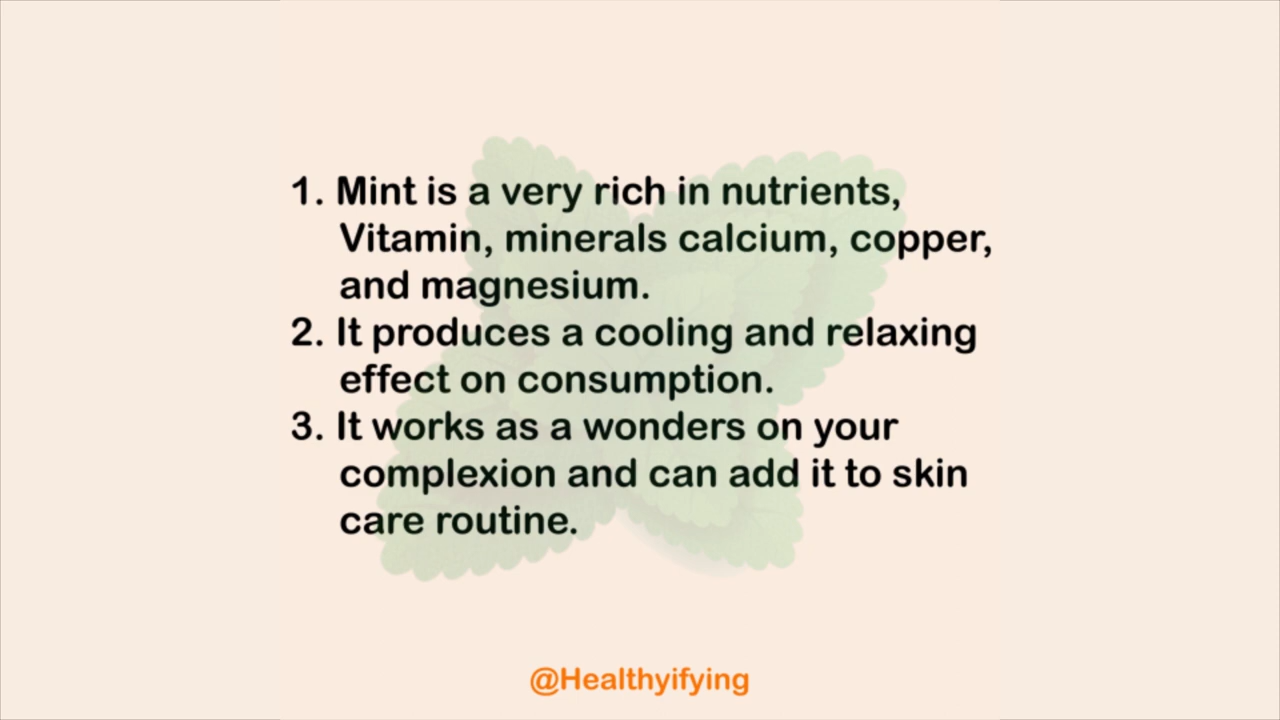 1. Mint is a very rich in nutrients,
Vitamin, minerals calcium, copper,
and magnesium.
2. It produces a cooling and relaxing
effect on consumption.
3. It works as a wonders on your
complexion and can add it to skin
care routine.
@Healthyifying